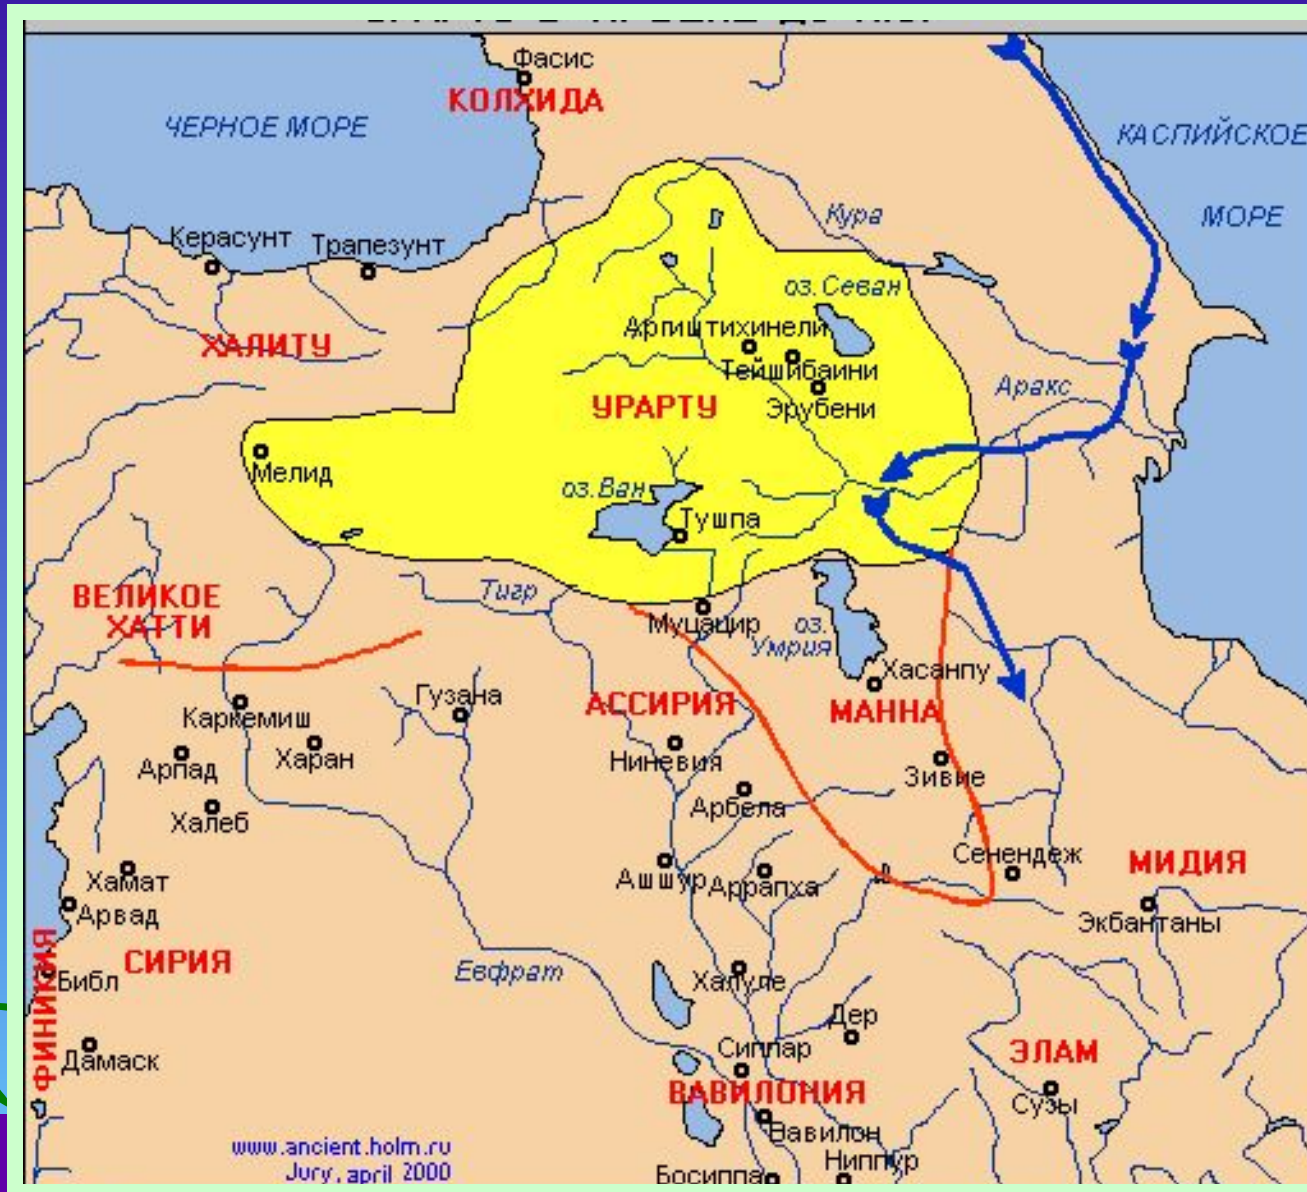 Фасис
КОЛХИДА
ЧЕРНОЕ МОРЕ
КАСПИЙСКОЕ
МОРЕ
Кура
Керасунт
Трапезунт
оз.Севан
ХАЛИТУ
Аргиштихинели
Тейшибаини
Аракс
УРАРТУ
Эрубени
Мелид
оз.Ван
Тушпа
ВЕЛИКОЕ
ХАТТИ
Тигр
Муцацир
оз.
Умрия
Хасанпу
Гузана
АССИРИЯ
МАННА
Каркемиш
Харан
Ниневия
Арпад
Зивие
Халеб
Арбела
Сенендеж
МИДИЯ
Хамат
Ашшур
Аррапха
Арвад
Экбантаны
СИРИЯ
Библ
Евфрат
Халуле
ФИНИКИЯ
Дер
Дамаск
Сиппар
ЭЛАМ
ВАВИЛОНИЯ
Сузы
Вавилон
www.ancient.holm.ru
Jury, april 2000
Ниппур
Босиппа